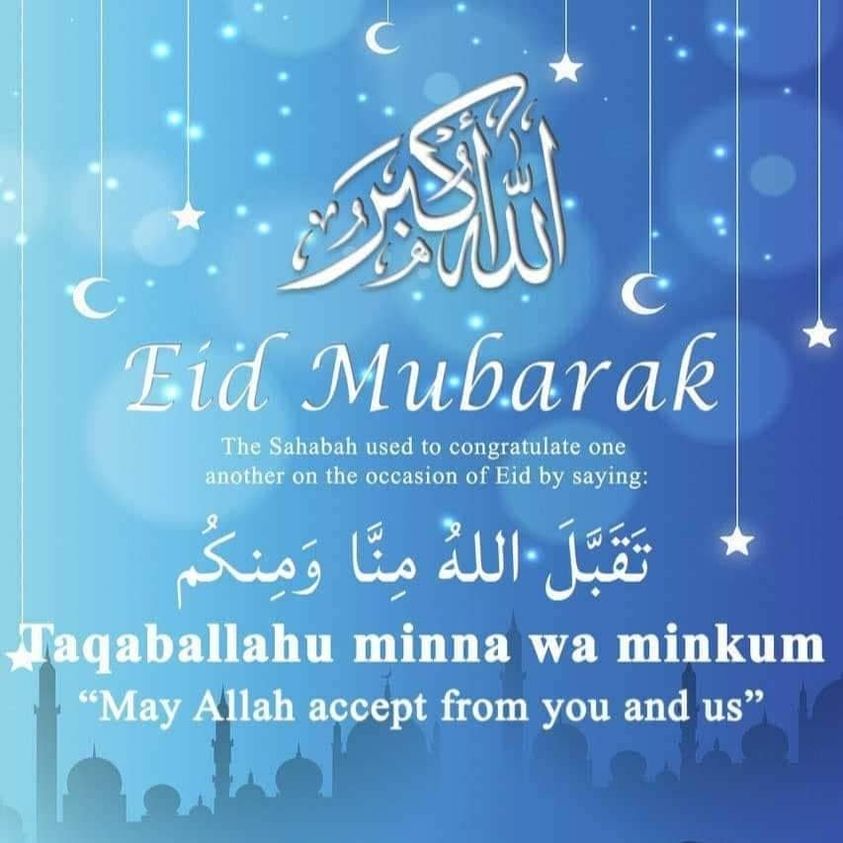 الله أكبر
Eid Mubarak
The Sahabah used to congratulate one
another on the occasion of Eid by saying:
تَقَبَّلَ اللهُ مِنَّا وَمِنكُم
Taqaballahu minna wa minkum
“May Allah accept from you and us”